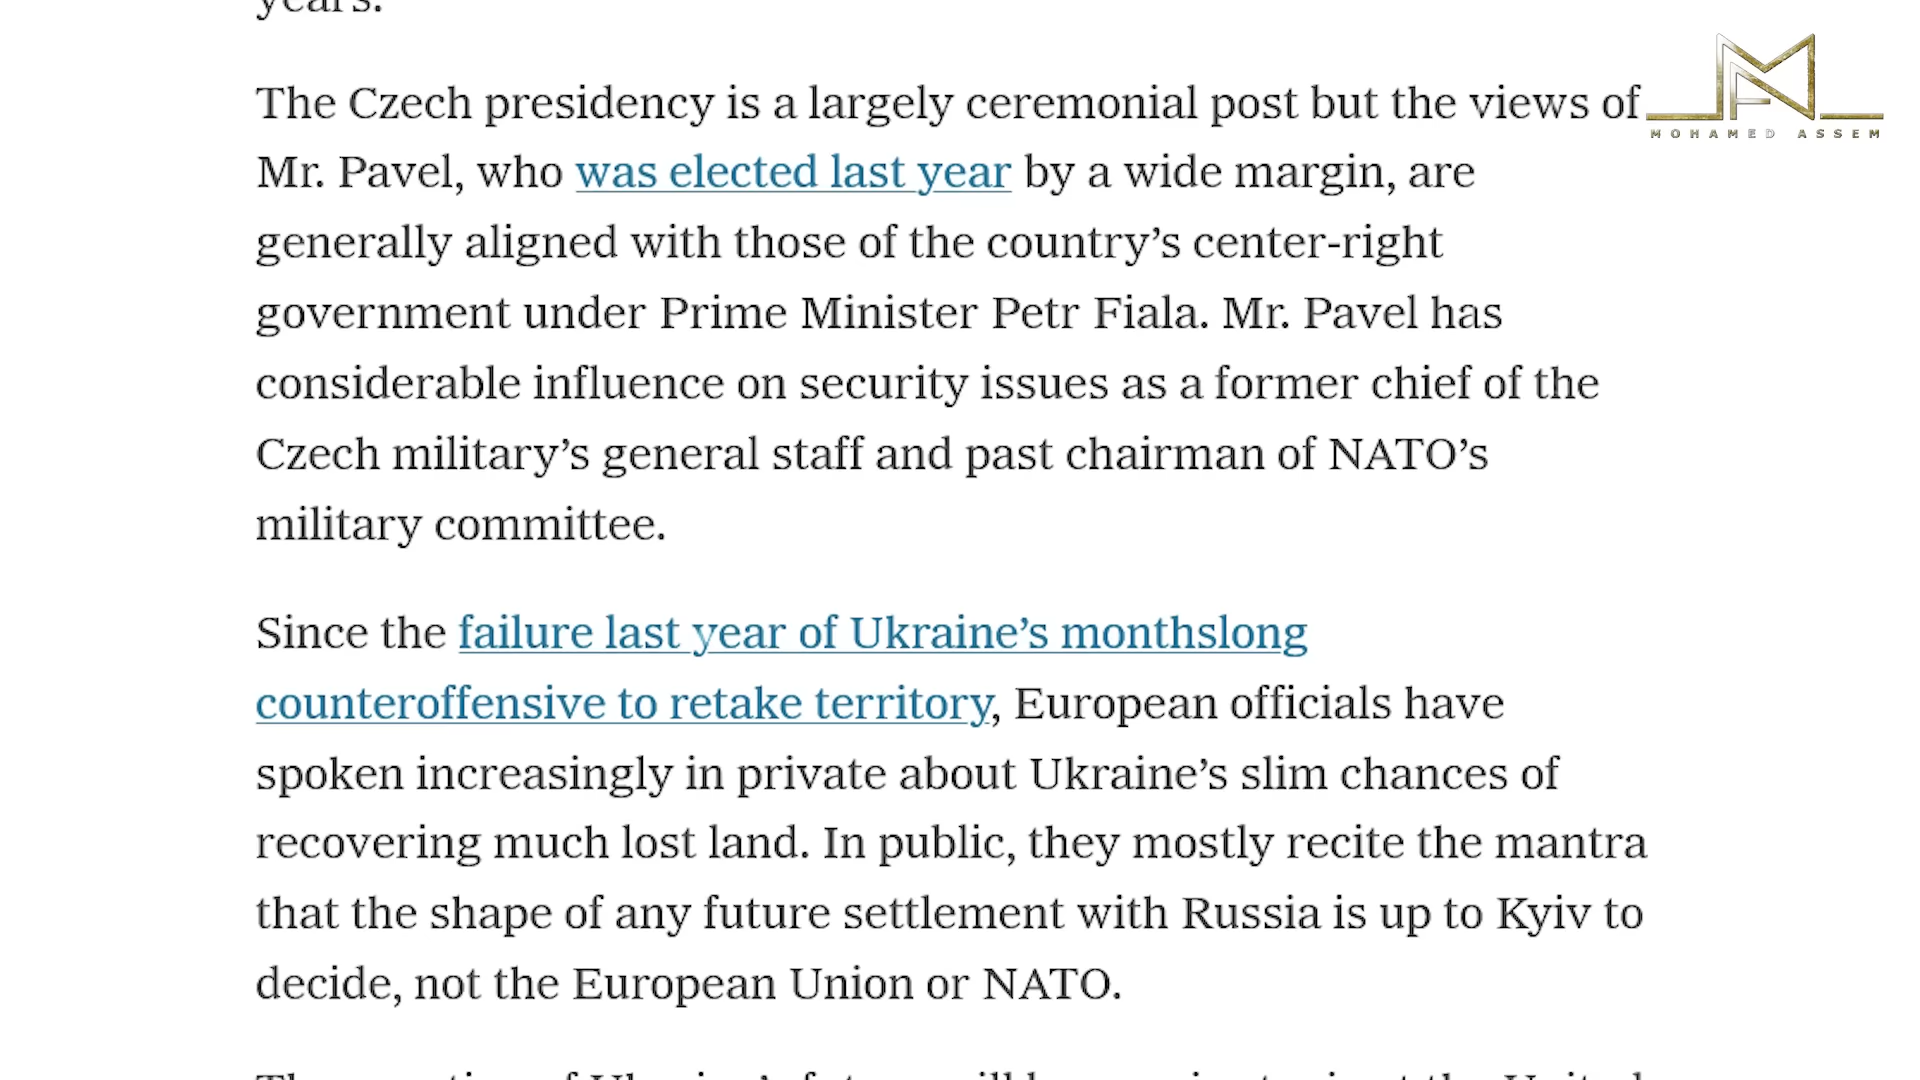 years.
The Czech presidency is a largely ceremonial post but the views of
Mr. Pavel, who was elected last year by a wide margin, are
generally aligned with those of the country’s center-right
government under Prime Minister Petr Fiala. Mr. Pavel has
considerable influence on security issues as a former chief of the
Czech military’s general staff and past chairman of NATO’s
military committee.
Since the failure last year of Ukraine’s monthslong
counteroffensive to retake territory, European officials have
spoken increasingly in private about Ukraine’s slim chances of
recovering much lost land. In public, they mostly recite the mantra
that the shape of any future settlement with Russia is up to Kyiv to
decide, not the European Union or NATO.
MOHAMED ASSEM